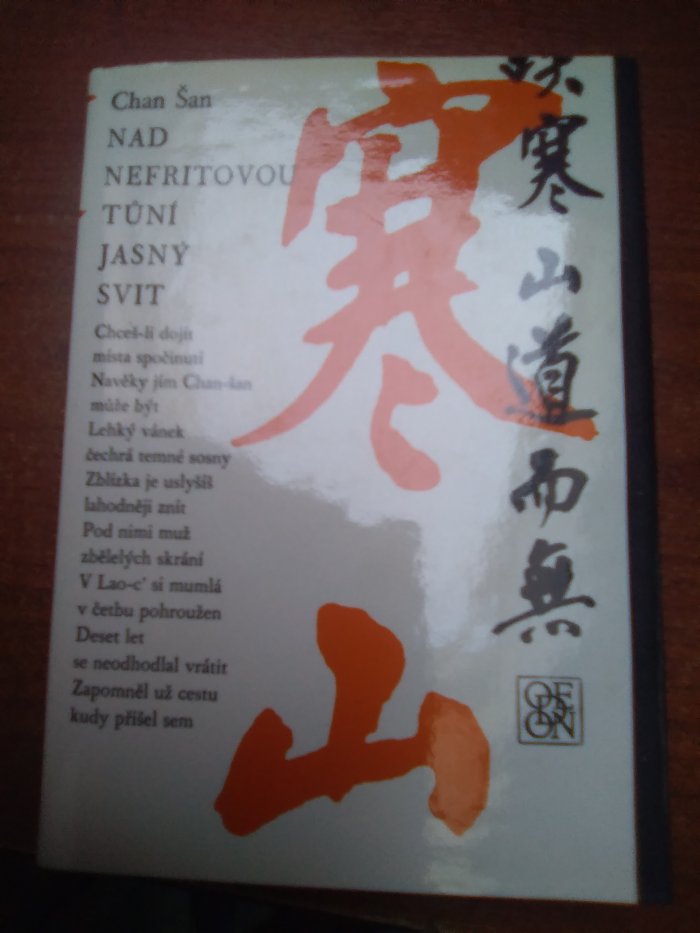 Chan Šan
NAD
NEFRITOVOU
TŮNÍ
JASNÝ
SVIT
Chceš-li dojít
místa spočinutí
Navěky jím Chan-šan
může být
Lehký vánek
čechrá temné sosny
Zblízka je uslyšíš
lahodněji znít
Pod nimi muž
zbělelých skrání
V Lao-c' si mumlá
v četbu pohroužen
Deset let
se neodhodlal vrátit
Zapomněl už cestu
kudy přišel sem
寒山
寒山道而無
ODEON